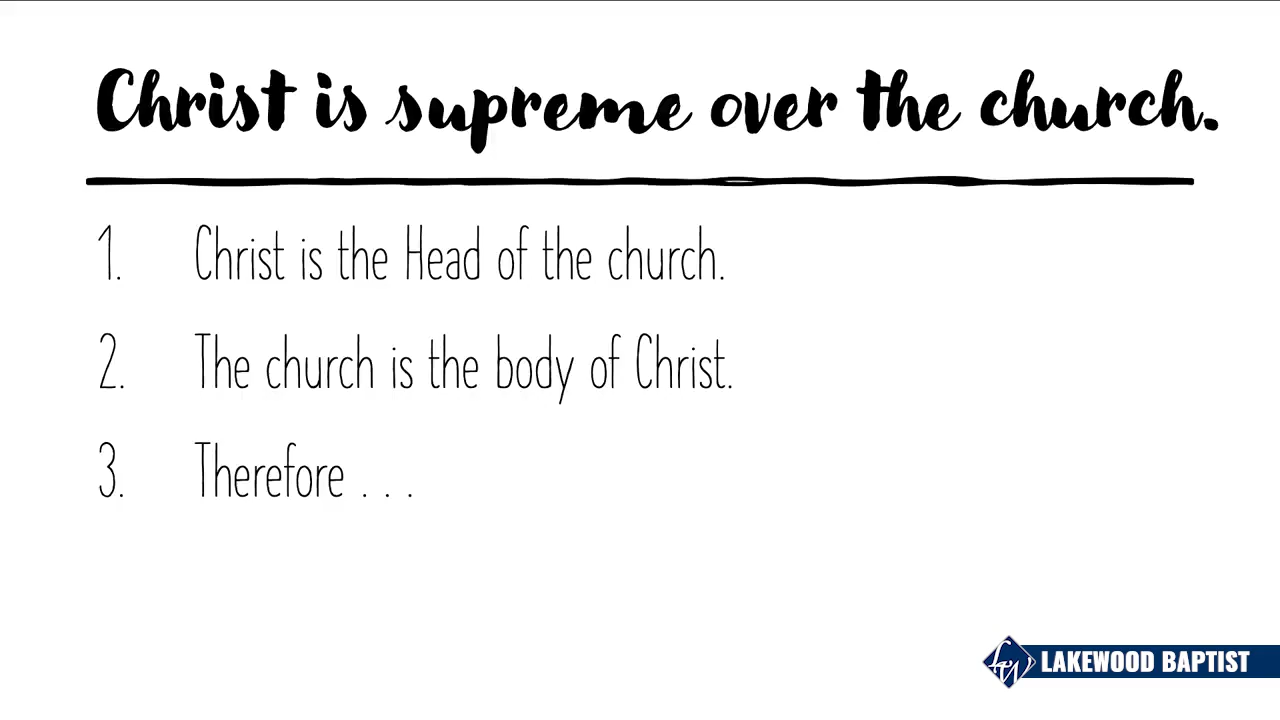 Christ is supreme over the church.
1. Christ is the Head of the church.
2. The church is the body of Christ.
3. Therefore . . .
LAKEWOOD BAPTIST